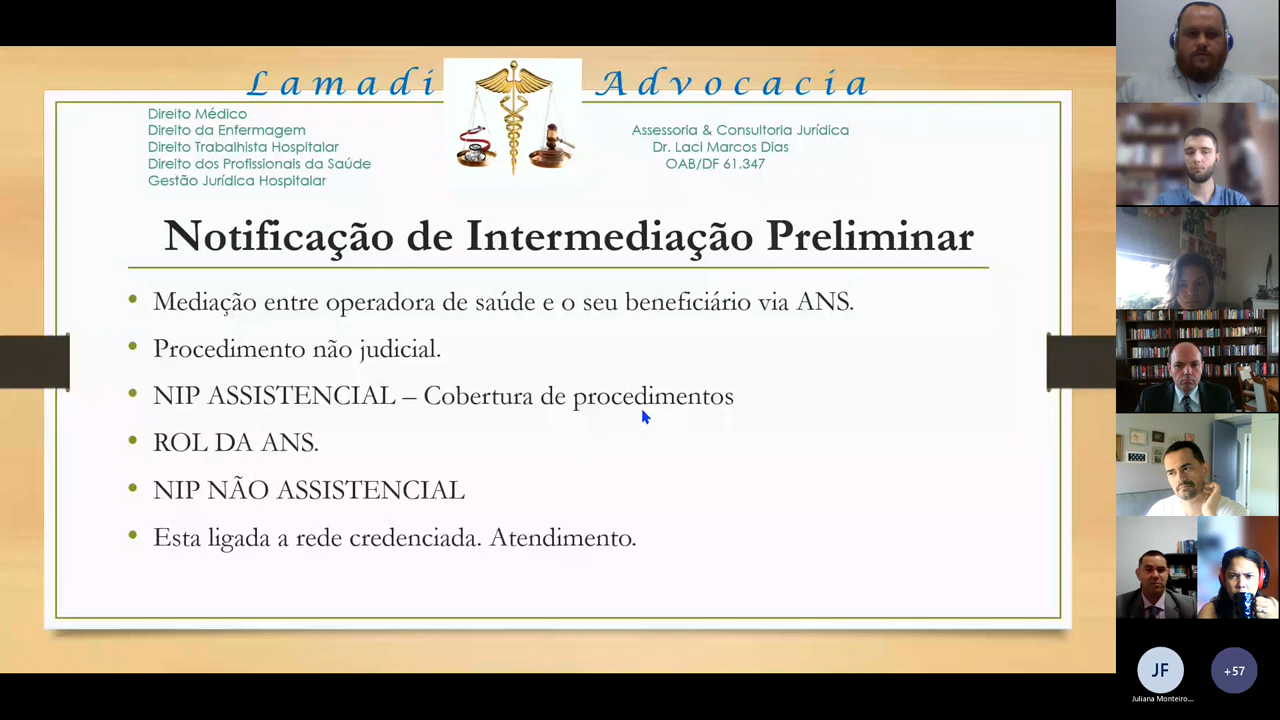 Lamadi Advocacia
Direito Médico
Direito da Enfermagem
Direito Trabalhista Hospitalar
Direito dos Profissionais da Saúde
Gestão Jurídica Hospitalar
Assessoria & Consultoria Jurídica
Dr. Laci Marcos Dias
OAB/DF 61.347
Notificação de Intermediação Preliminar
• Mediação entre operadora de saúde e o seu beneficiário via ANS.
• Procedimento não judicial.
• NIP ASSISTENCIAL – Cobertura de procedimentos
• ROL DA ANS.
• NIP NÃO ASSISTENCIAL
• Esta ligada a rede credenciada. Atendimento.
JF
Juliana Monteiro...
+57